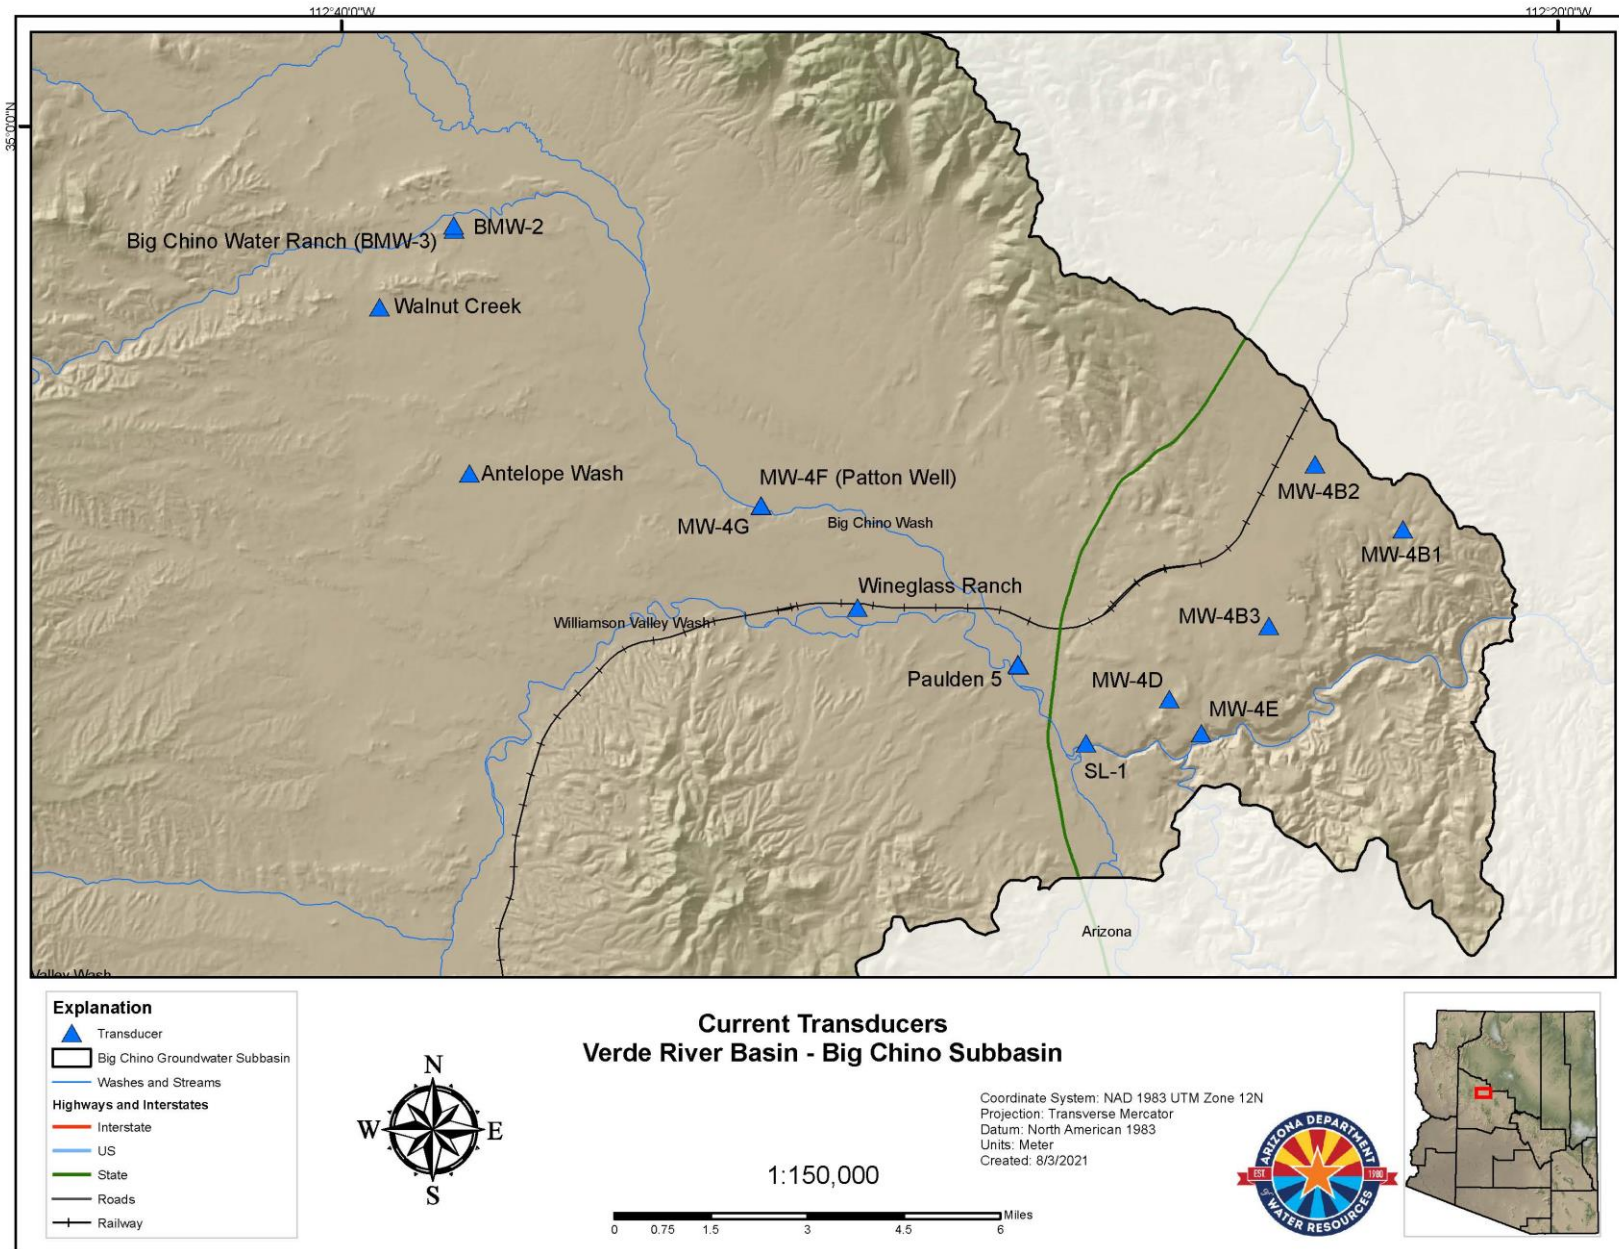 112°40'0"W
112°20'0"W
35°0'0"N
BMW-2
Big Chino Water Ranch (BMW-3)
Walnut Creek
Antelope Wash
MW-4F (Patton Well)
MW-4G
Big Chino Wash
MW-4B2
MW-4B1
Wineglass Ranch
Williamson Valley Wash
MW-4B3
Paulden 5
MW-4D
MW-4E
SL-1
Arizona
Valley Wash
Explanation
Transducer
Big Chino Groundwater Subbasin
Washes and Streams
Highways and Interstates
Interstate
US
State
Roads
Railway
N
W
E
S
Current Transducers
Verde River Basin - Big Chino Subbasin
1:150,000
0 0.75 1.5 3 4.5 6
Miles
Coordinate System: NAD 1983 UTM Zone 12N
Projection: Transverse Mercator
Datum: North American 1983
Units: Meter
Created: 8/3/2021
ARIZONA DEPARTMENT
EST. 1980
OF WATER RESOURCES